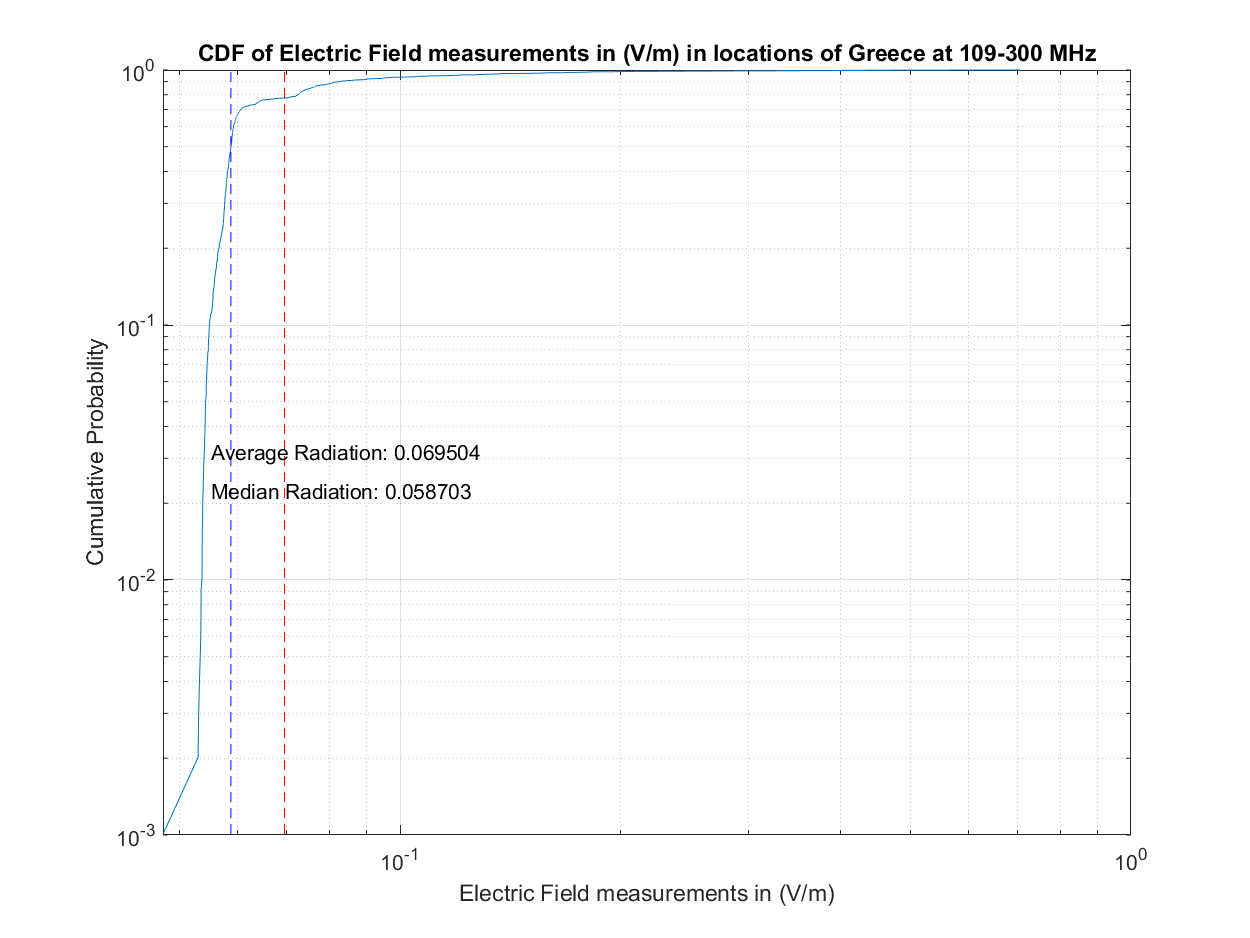 CDF of Electric Field measurements in (V/m) in locations of Greece at 109-300 MHz
10^0
10^-1
10^-2
10^-3
Cumulative Probability
Average Radiation: 0.069504
Median Radiation: 0.058703
10^-1
10^0
Electric Field measurements in (V/m)